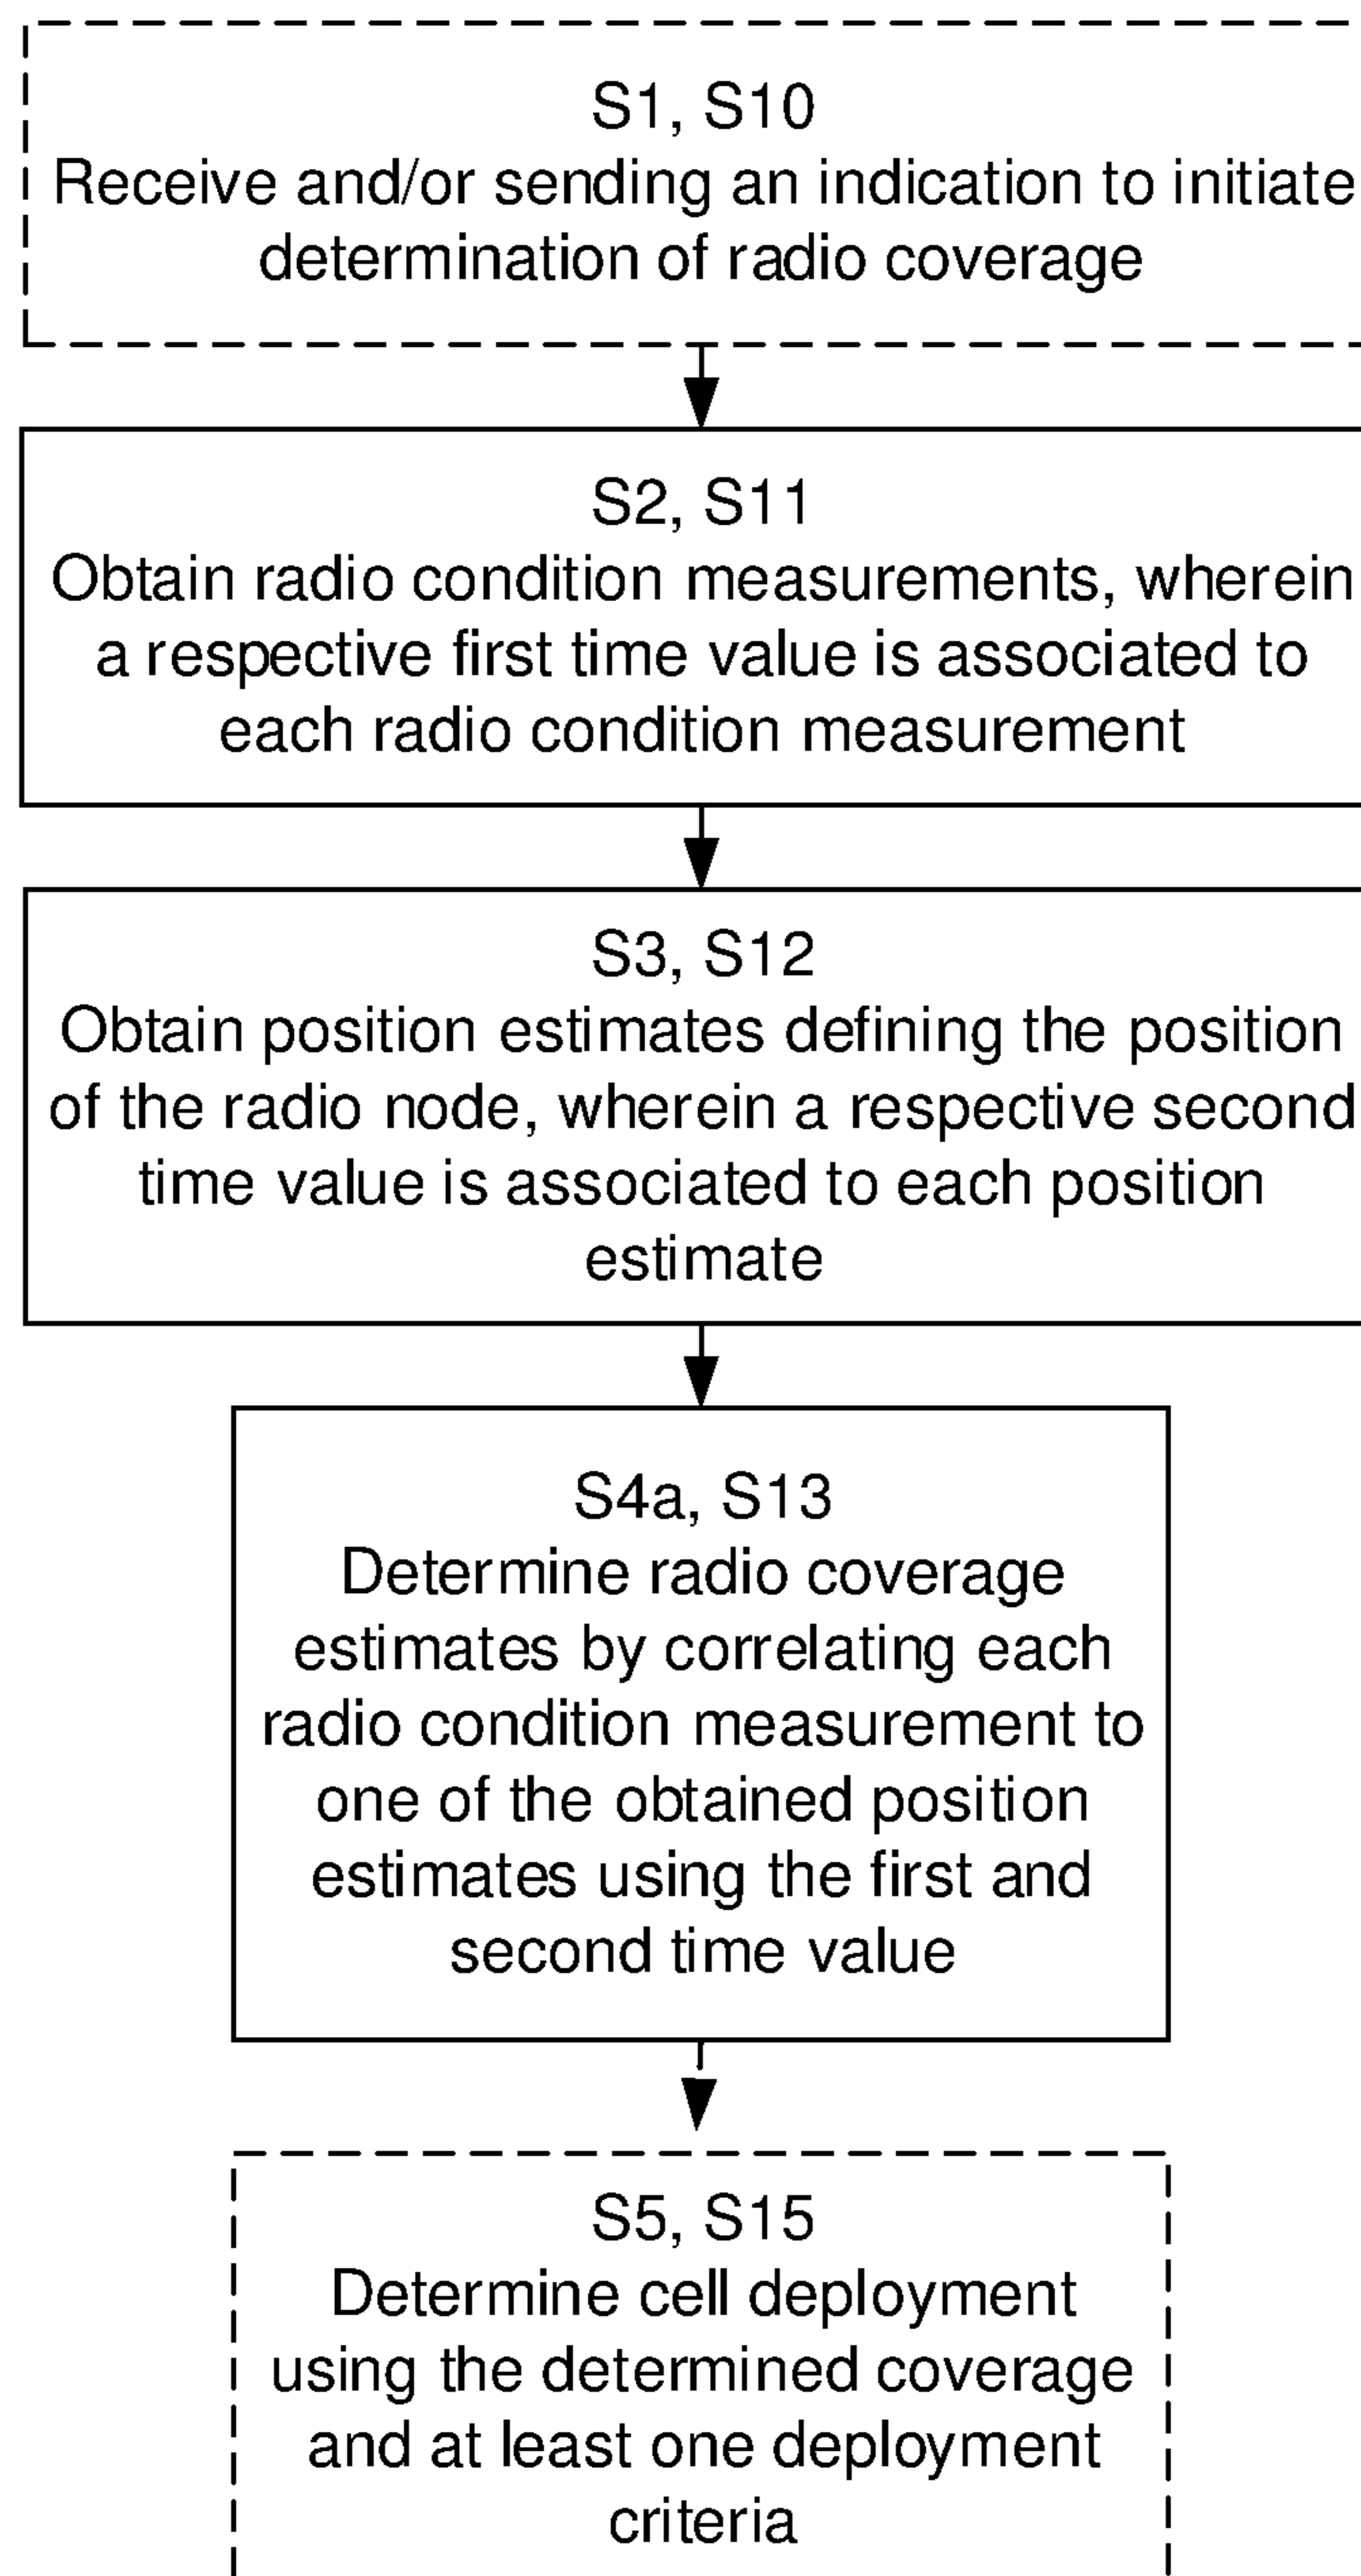 S1, S10
Receive and/or sending an indication to initiate
determination of radio coverage
S2, S11
Obtain radio condition measurements, wherein
a respective first time value is associated to
each radio condition measurement
S3, S12
Obtain position estimates defining the position
of the radio node, wherein a respective second
time value is associated to each position
estimate
S4a, S13
Determine radio coverage
estimates by correlating each
radio condition measurement to
one of the obtained position
estimates using the first and
second time value
S5, S15
Determine cell deployment
using the determined coverage
and at least one deployment
criteria